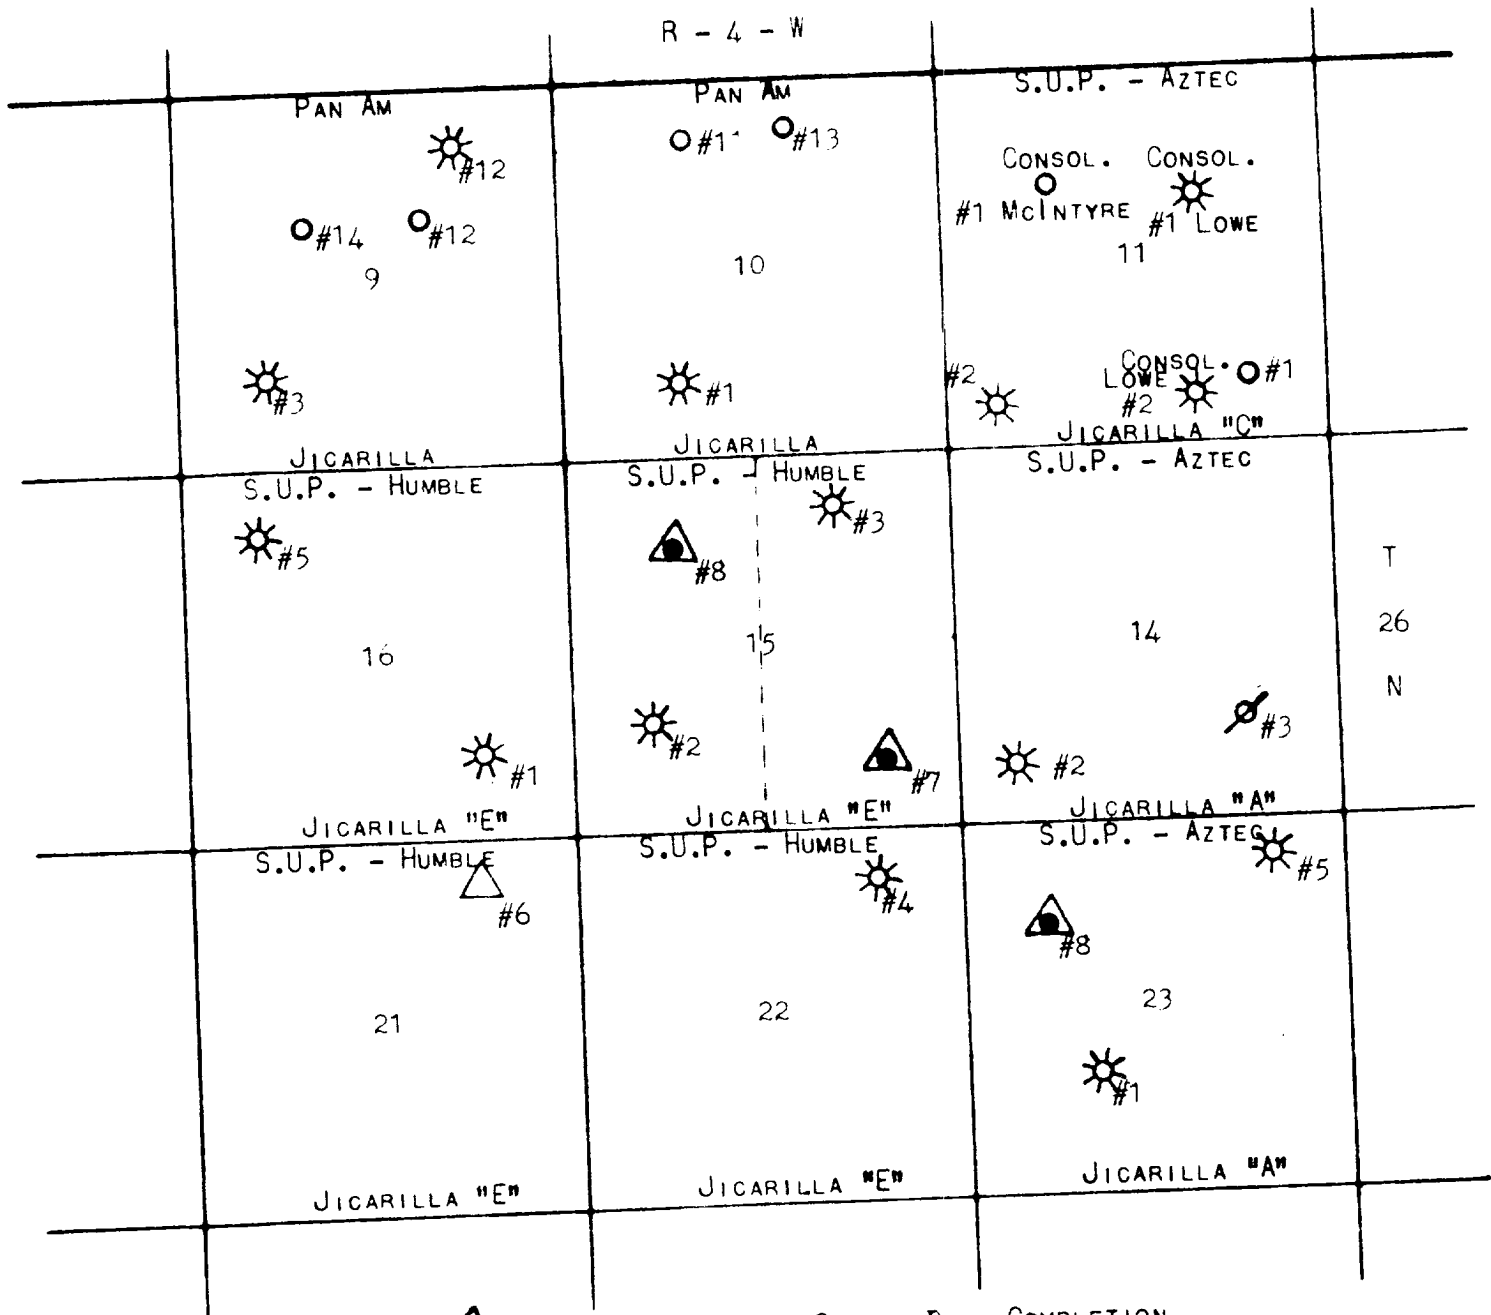 R - 4 - W
PAN AM
#12
#14
#12
9
#3
JICARILLA
PAN AM
#11
#13
10
#1
JICARILLA
S.U.P. - AZTEC
CONSOL. CONSOL.
#1 McINTYRE
#1 LOWE
11
#2
CONSOL.
LOWE
#2
#1
JICARILLA "C"
S.U.P. - HUMBLE
#5
16
#1
JICARILLA "E"
S.U.P. - HUMBLE
#3
#8
15
#2
#7
JICARILLA "E"
S.U.P. - AZTEC
14
#3
#2
JICARILLA "A"
T
26
N
S.U.P. - HUMBLE
#6
21
JICARILLA "E"
S.U.P. - HUMBLE
#4
22
JICARILLA "E"
S.U.P. - AZTEC
#5
#8
23
#1
JICARILLA "A"
COMPLETION